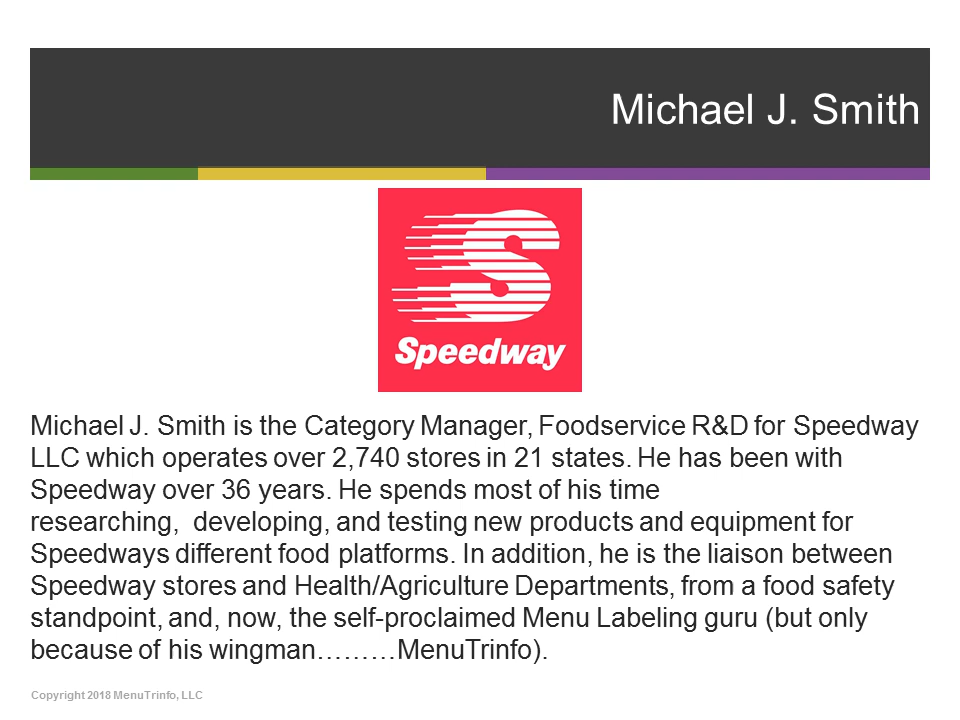 Michael J. Smith
Speedway
Michael J. Smith is the Category Manager, Foodservice R&D for Speedway
LLC which operates over 2,740 stores in 21 states. He has been with
Speedway over 36 years. He spends most of his time
researching,  developing, and testing new products and equipment for
Speedways different food platforms. In addition, he is the liaison between
Speedway stores and Health/Agriculture Departments, from a food safety
standpoint, and, now, the self-proclaimed Menu Labeling guru (but only
because of his wingman………MenuTrinfo).
Copyright 2018 MenuTrinfo, LLC